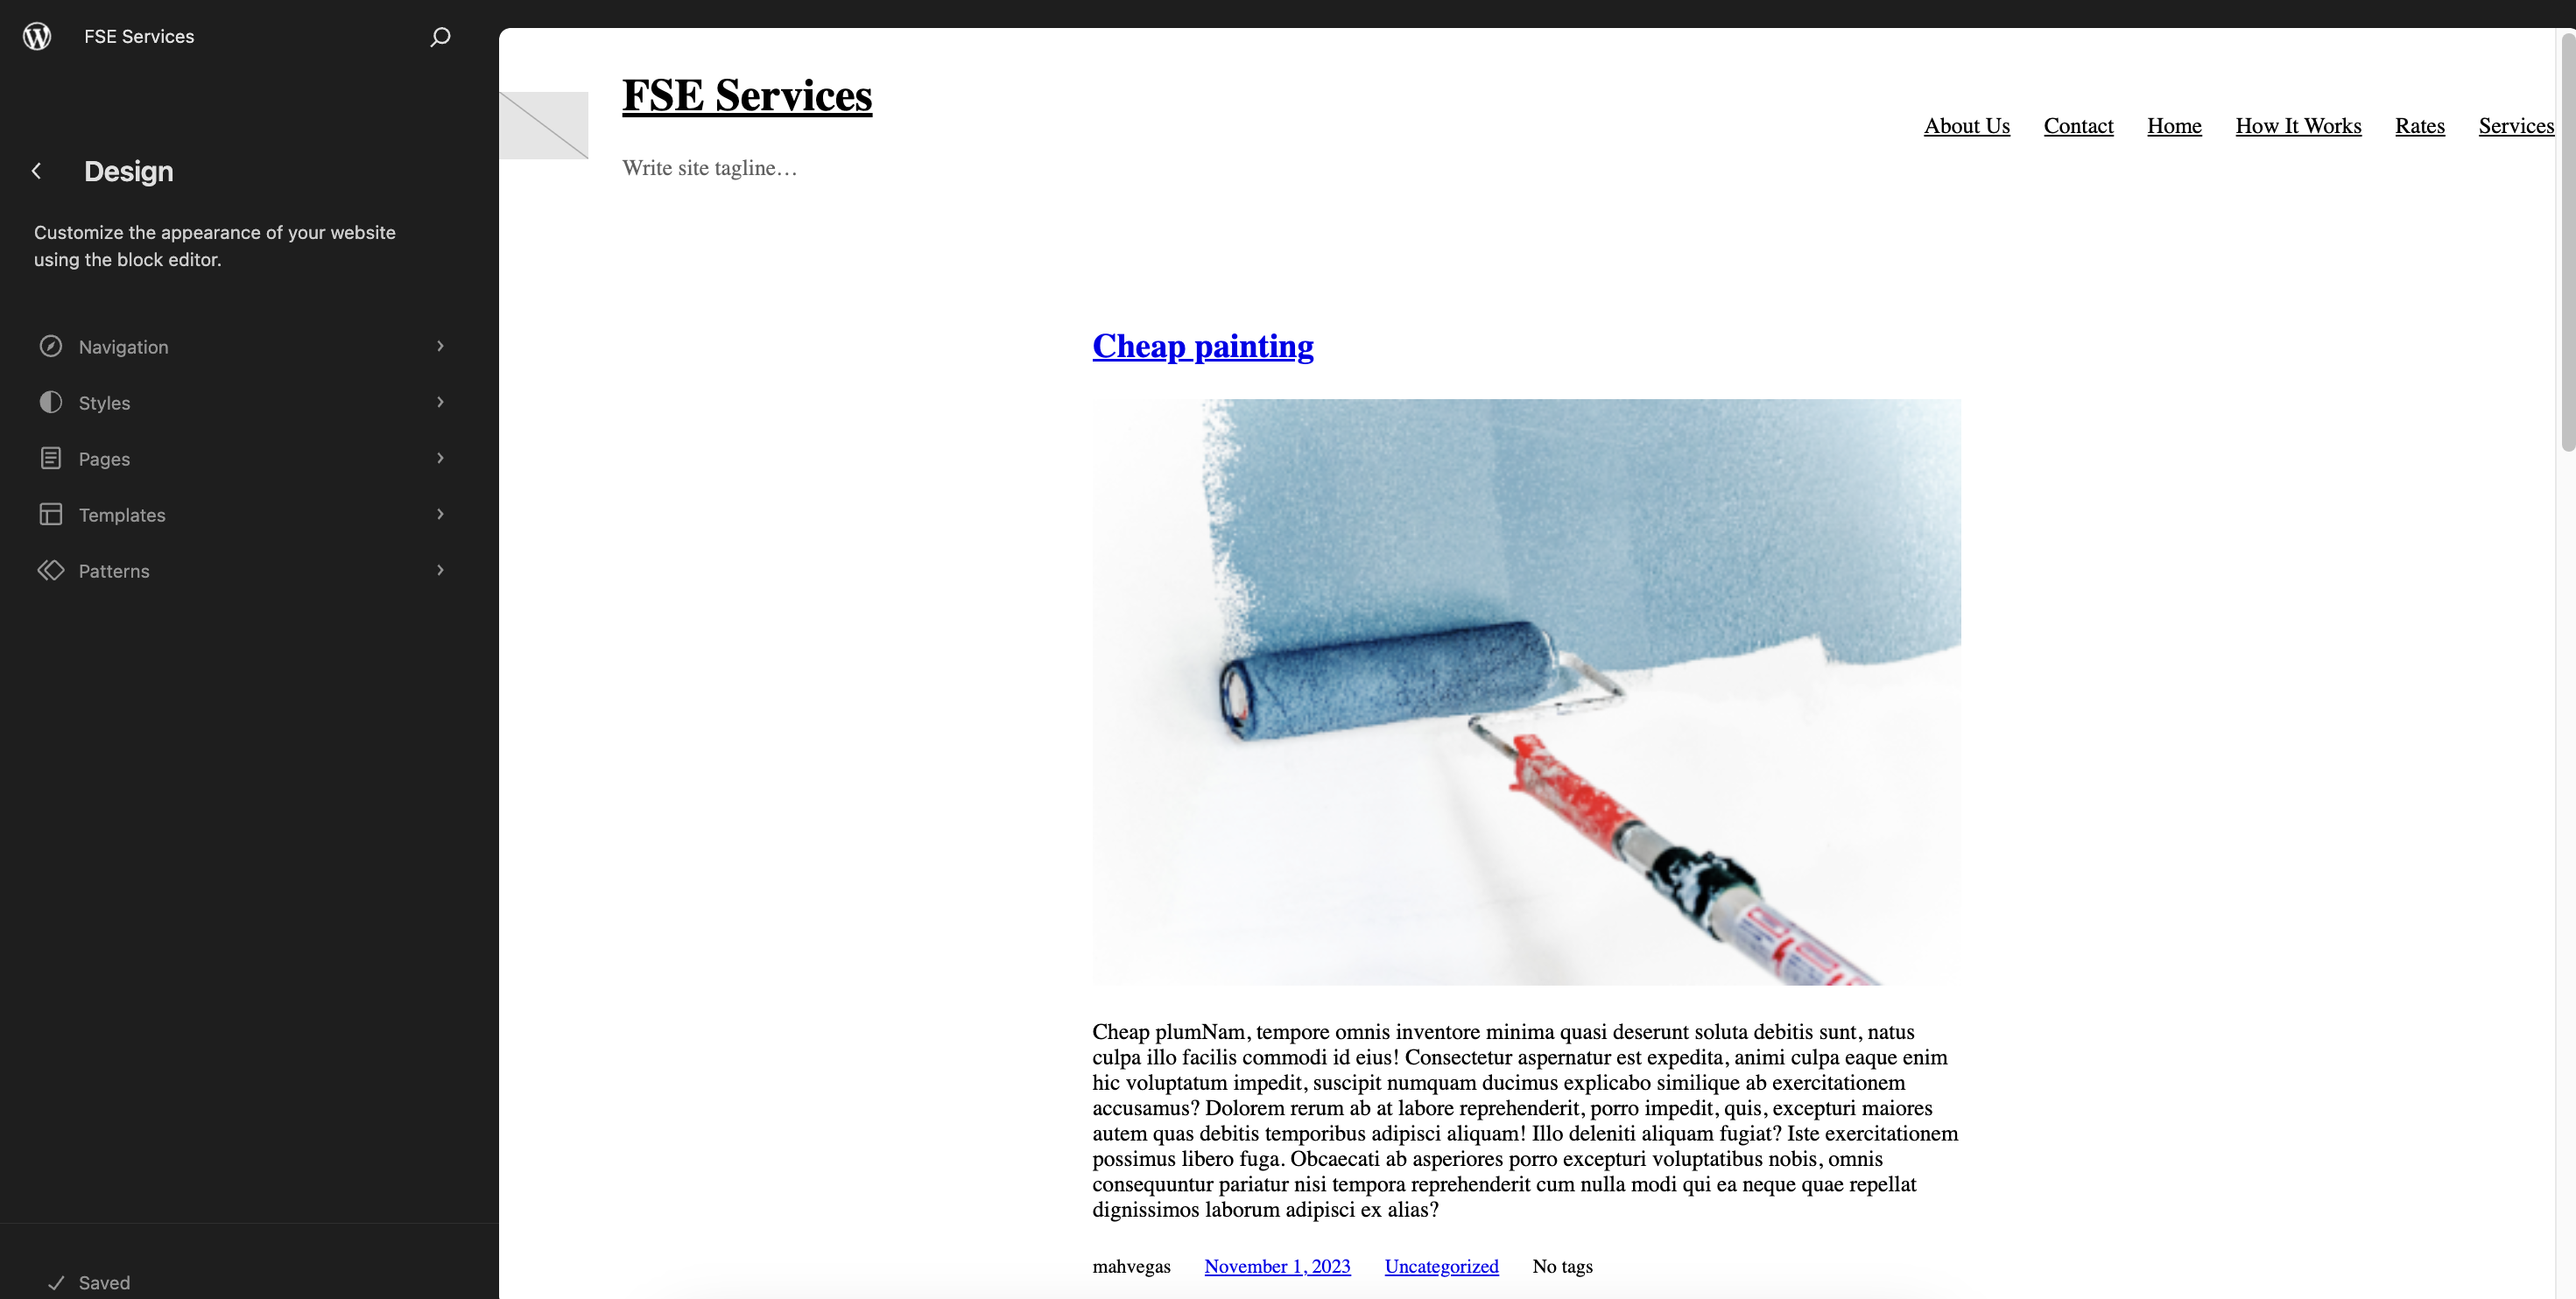 FSE Services
Design
Customize the appearance of your website
using the block editor.
Navigation
Styles
Pages
Templates
Patterns
Saved
FSE Services
Write site tagline…
About Us Contact Home How It Works Rates Services
Cheap painting
Cheap plumNam, tempore omnis inventore minima quasi deserunt soluta debitis sunt, natus
culpa illo facilis commodi id eius! Consectetur aspernatur est expedita, animi culpa eaque enim
hic voluptatum impedit, suscipit numquam ducimus explicabo similique ab exercitationem
accusamus? Dolorem rerum ab at labore reprehenderit, porro impedit, quis, excepturi maiores
autem quas debitis temporibus adipisci aliquam! Illo deleniti aliquam fugiat? Iste exercitationem
possimus libero fuga. Obcaecati ab asperiores porro excepturi voluptatibus nobis, omnis
consequuntur pariatur nisi tempora reprehenderit cum nulla modi qui ea neque quae repellat
dignissimos laborum adipisci ex alias?
mahvegas November 1, 2023 Uncategorized No tags